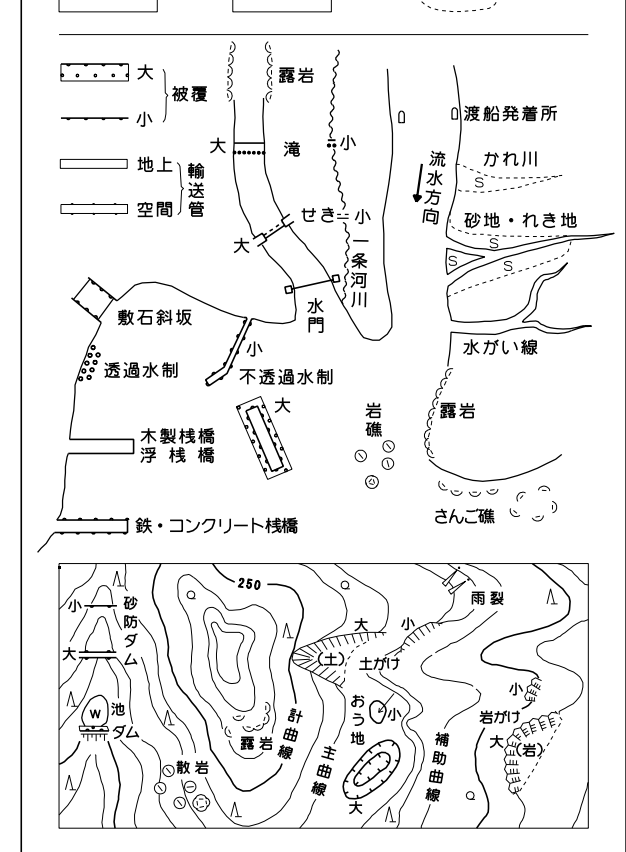 大
被覆
小
地上
輸送管
空間
露岩
大
滝
小
渡船発着所
流水方向
かれ川
S
せき
小
大
一条河川
砂地・れき地
S
S
S
敷石斜坂
水門
小
水がい線
透過水制
不透過水制
大
岩礁
露岩
木製桟橋
浮桟橋
さんご礁
鉄・コンクリート桟橋
250
小
砂防ダム
大
雨裂
大
小
(土)
土がけ
W
池
ダム
計曲線
おう地
小
小
岩がけ
大
(岩)
露岩
主曲線
補助曲線
散岩
大